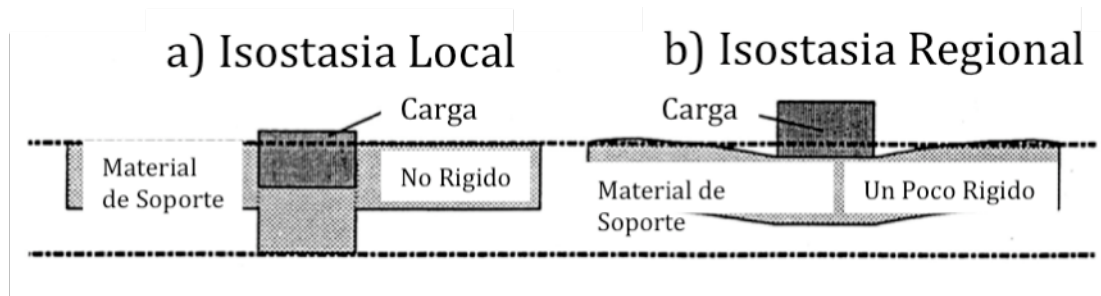 a) Isostasia Local
Carga
Material
de Soporte
No Rigido
b) Isostasia Regional
Carga
Material de
Soporte
Un Poco Rigido